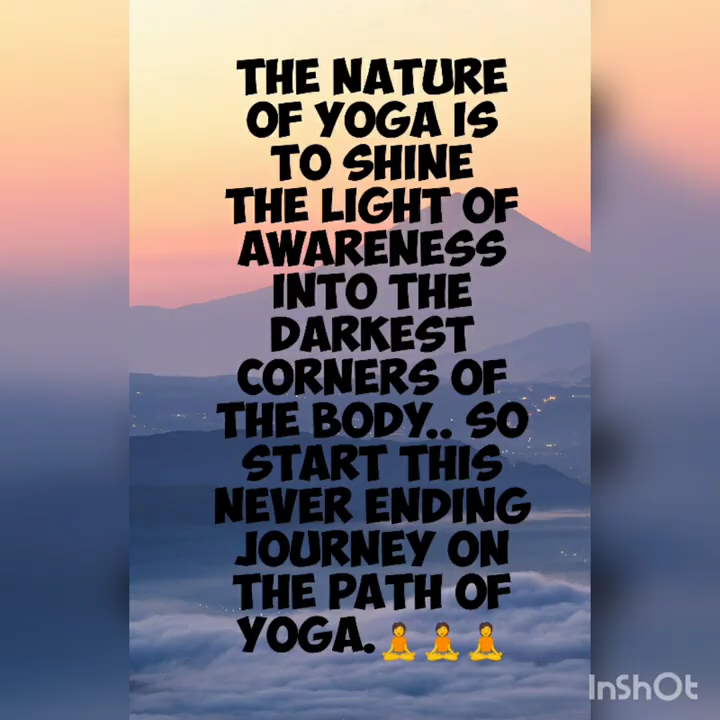 THE NATURE
OF YOGA IS
TO SHINE
THE LIGHT OF
AWARENESS
INTO THE
DARKEST
CORNERS OF
THE BODY.. SO
START THIS
NEVER ENDING
JOURNEY ON
THE PATH OF
YOGA.🧘🧘🧘
InShOt